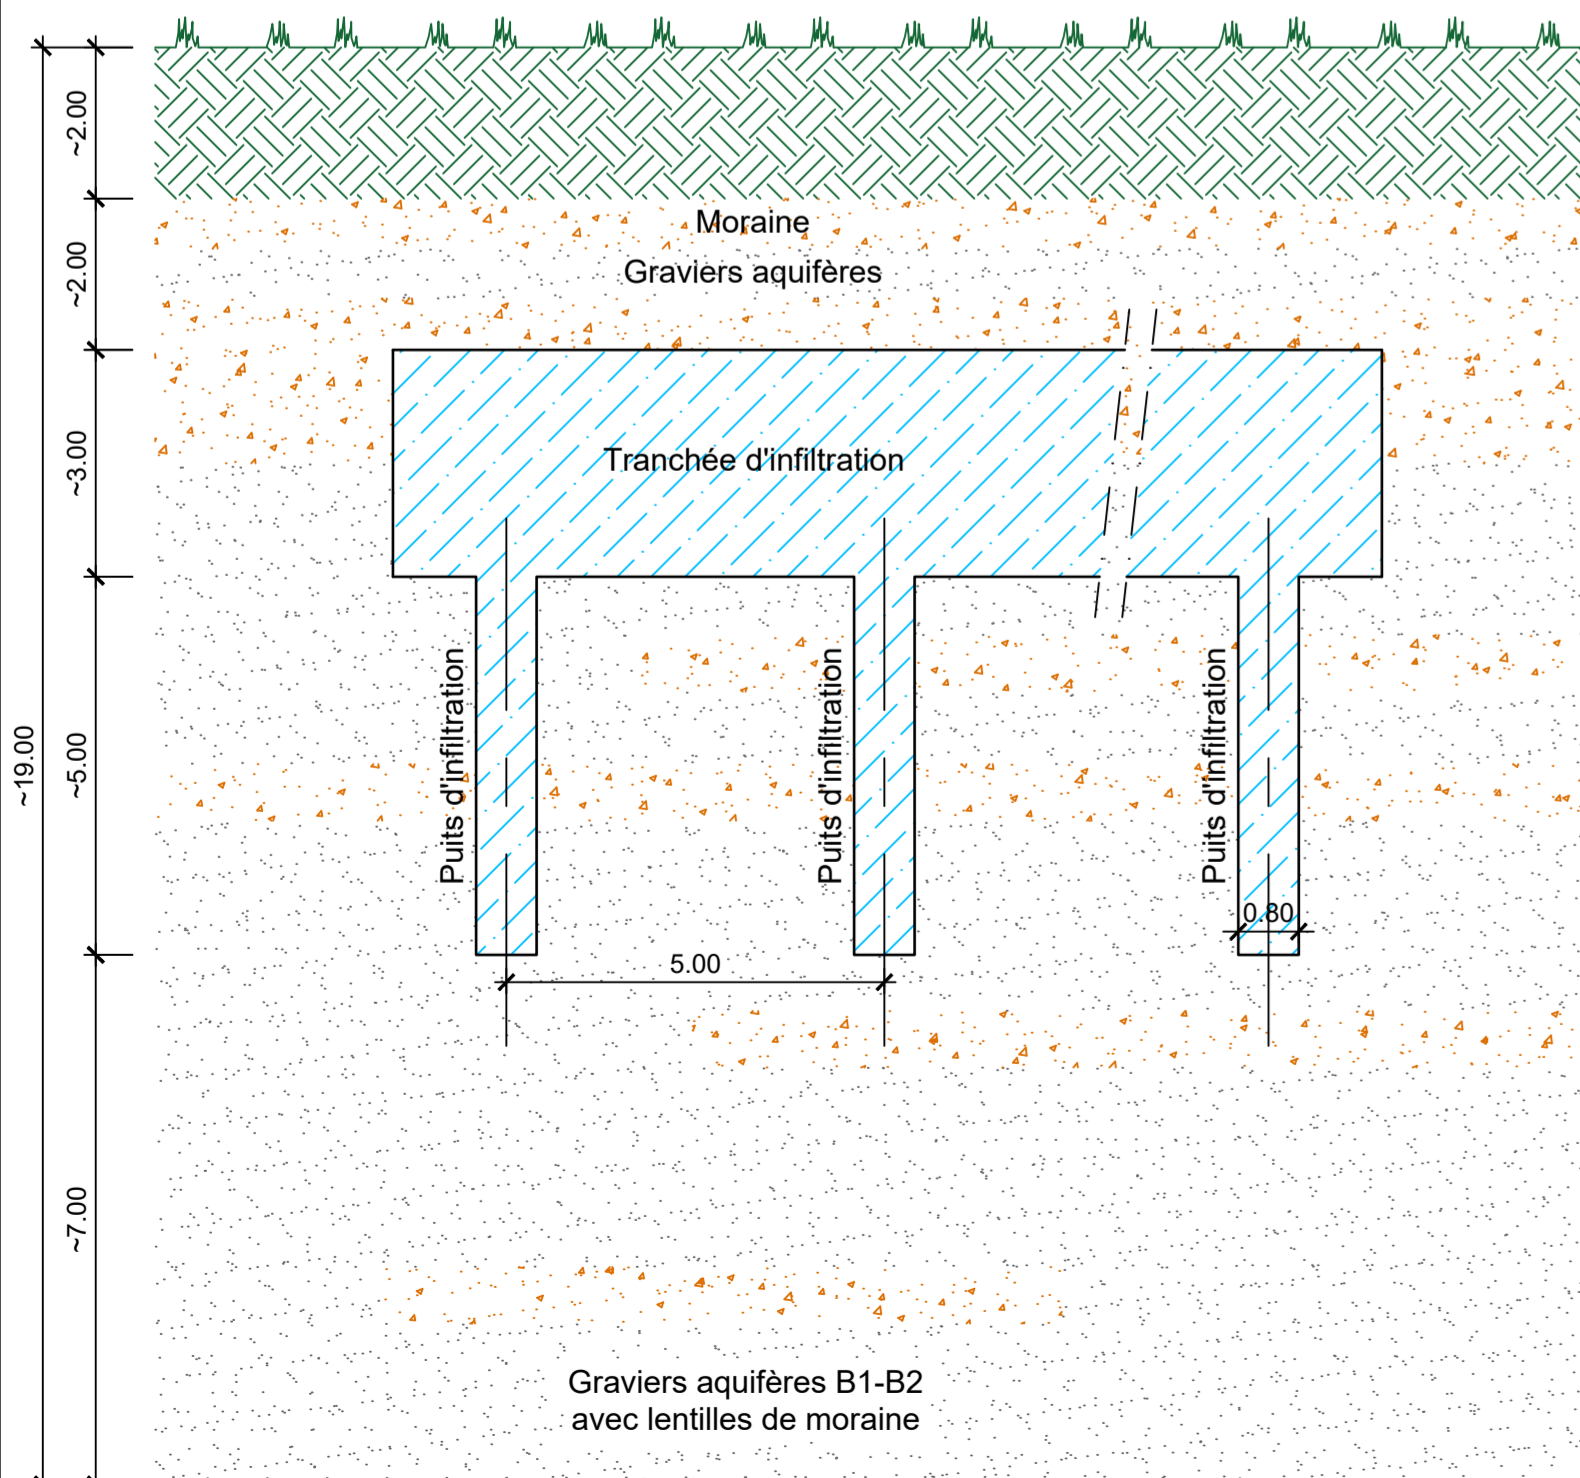 ~2.00
Moraine
~2.00
Graviers aquifères
~3.00
Tranchée d'infiltration
~19.00
~5.00
Puits d'infiltration
Puits d'infiltration
Puits d'infiltration
0.80
5.00
~7.00
Graviers aquifères B1-B2
avec lentilles de moraine